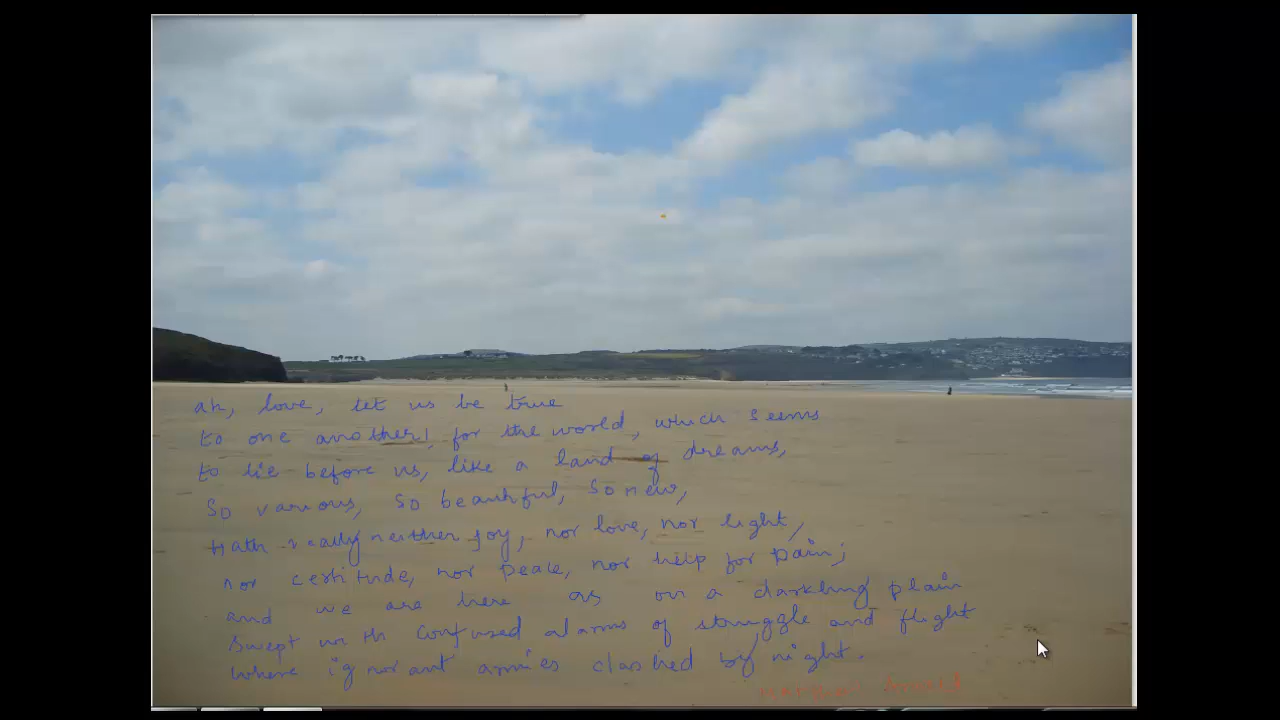 ah, love, let us be true
to one another! for the world, which seems
to lie before us, like a land of dreams,
So various, so beautiful, so new,
Hath really neither joy, nor love, nor light,
nor certitude, nor peace, nor help for pain;
and we are here as on a darkling plain
Swept with confused alarms of struggle and flight
where ignorant armies clashed by night.
Arnold